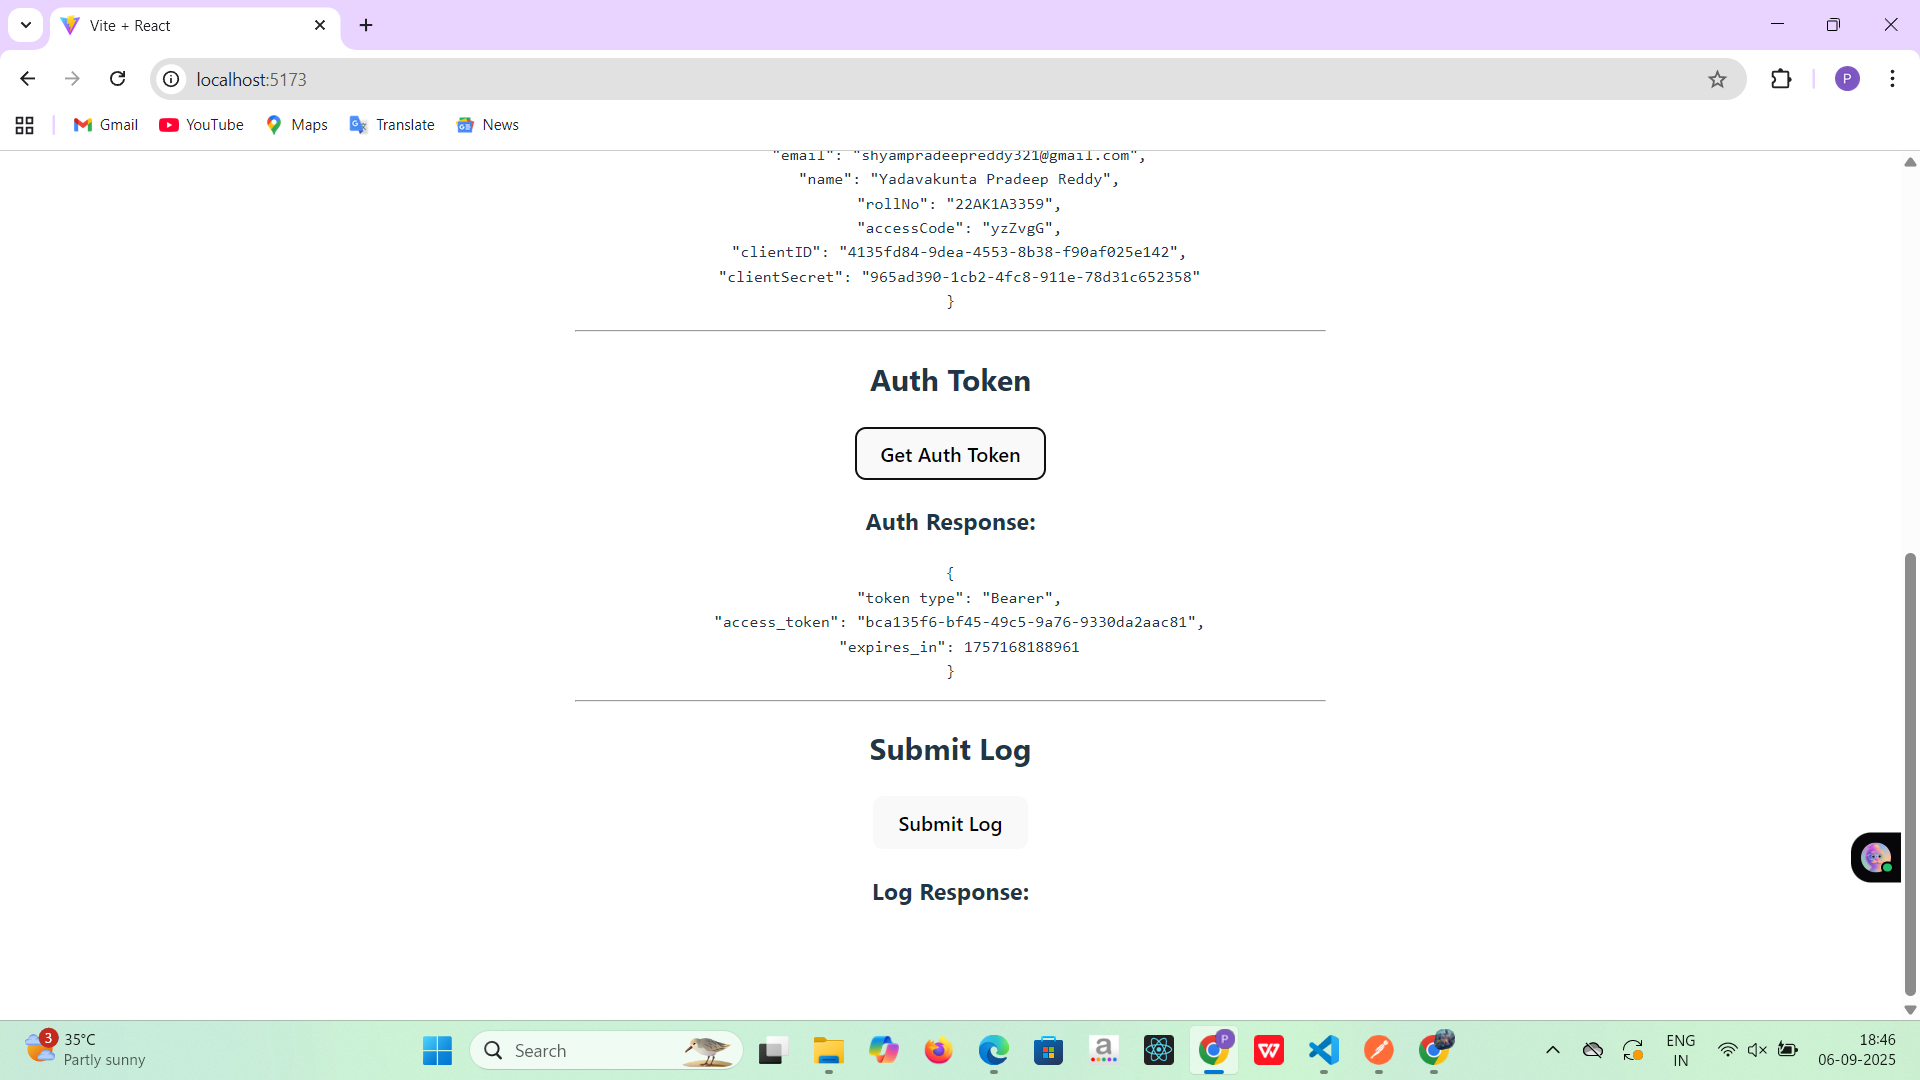 Vite + React
localhost:5173
Gmail
YouTube
Maps
Translate
News
P
"email": "shyampradeepreddy321@gmail.com",
"name": "Yadavakunta Pradeep Reddy",
"rollNo": "22AK1A3359",
"accessCode": "yzZvgG",
"clientID": "4135fd84-9dea-4553-8b38-f90af025e142",
"clientSecret": "965ad390-1cb2-4fc8-911e-78d31c652358"
}
Auth Token
Get Auth Token
Auth Response:
{
"token type": "Bearer",
"access_token": "bca135f6-bf45-49c5-9a76-9330da2aac81",
"expires_in": 1757168188961
}
Submit Log
Submit Log
Log Response:
3
35°C
Partly sunny
Search
a
P
W
ENG
IN
18:46
06-09-2025